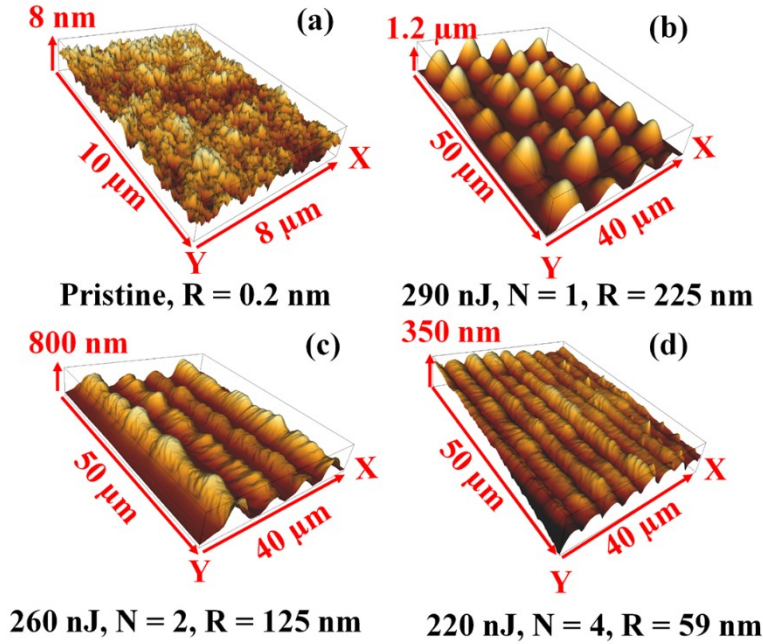 (a)
8 nm
10 µm
8 µm
X
Y
Pristine, R = 0.2 nm
(b)
1.2 µm
50 µm
40 µm
X
Y
290 nJ, N = 1, R = 225 nm
(c)
800 nm
50 µm
40 µm
X
Y
260 nJ, N = 2, R = 125 nm
(d)
350 nm
50 µm
40 µm
X
Y
220 nJ, N = 4, R = 59 nm